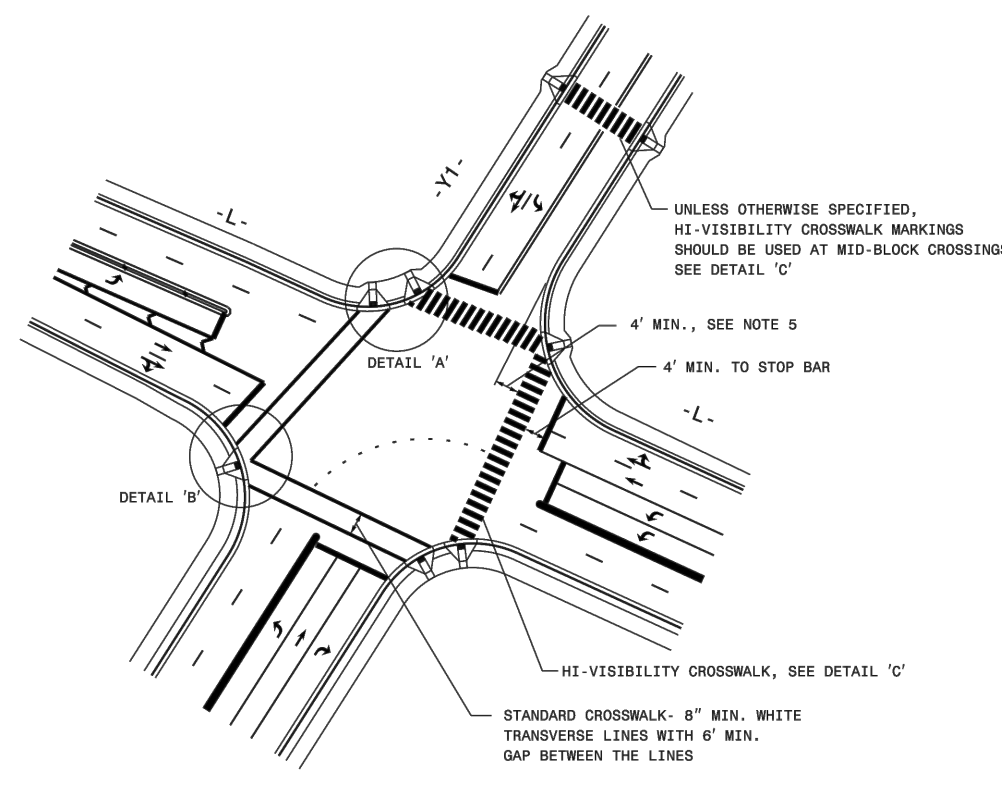 -Y1-
-L-
UNLESS OTHERWISE SPECIFIED,
HI-VISIBILITY CROSSWALK MARKINGS
SHOULD BE USED AT MID-BLOCK CROSSINGS
SEE DETAIL 'C'
4' MIN., SEE NOTE 5
DETAIL 'A'
4' MIN. TO STOP BAR
-L-
DETAIL 'B'
HI-VISIBILITY CROSSWALK, SEE DETAIL 'C'
STANDARD CROSSWALK- 8" MIN. WHITE
TRANSVERSE LINES WITH 6' MIN.
GAP BETWEEN THE LINES